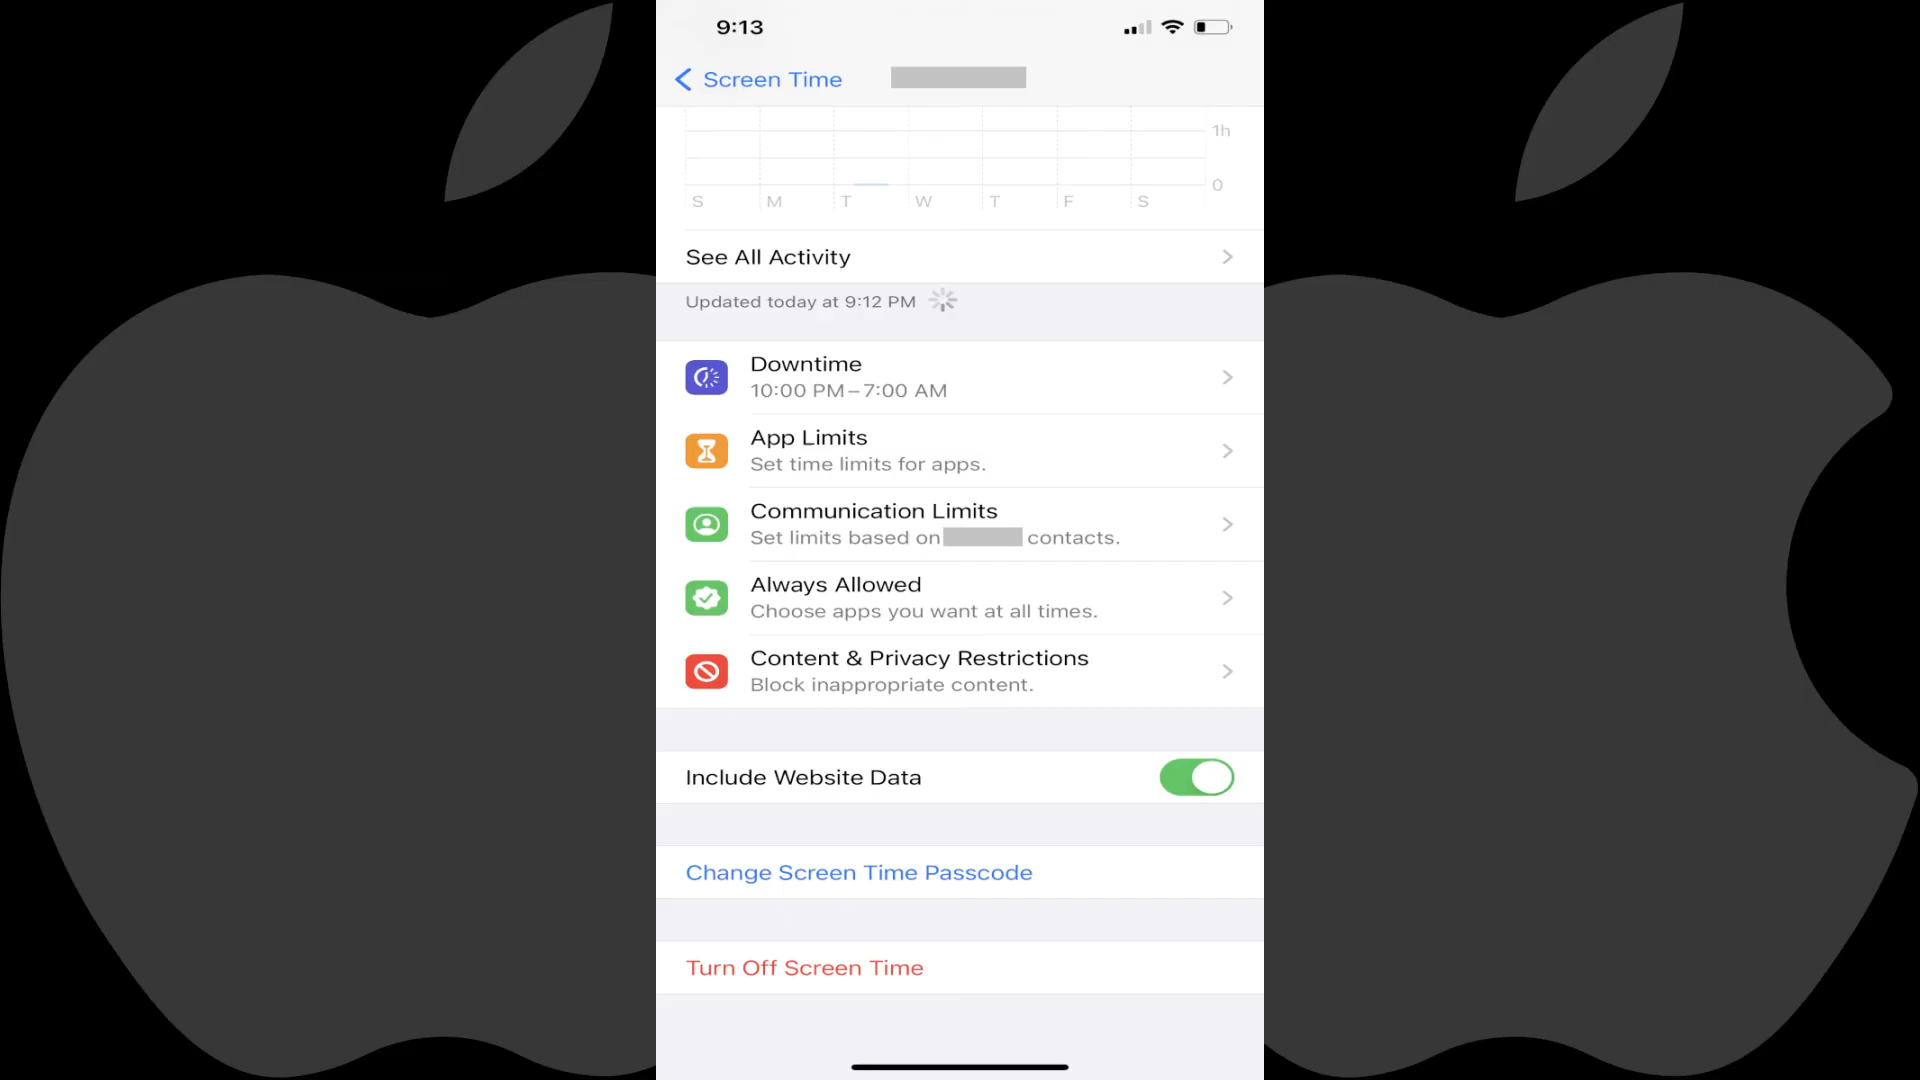 9:13
Screen Time
1h
0
S M T W T F S
See All Activity
Updated today at 9:12 PM
Downtime
10:00 PM – 7:00 AM
App Limits
Set time limits for apps.
Communication Limits
Set limits based on contacts.
Always Allowed
Choose apps you want at all times.
Content & Privacy Restrictions
Block inappropriate content.
Include Website Data
Change Screen Time Passcode
Turn Off Screen Time